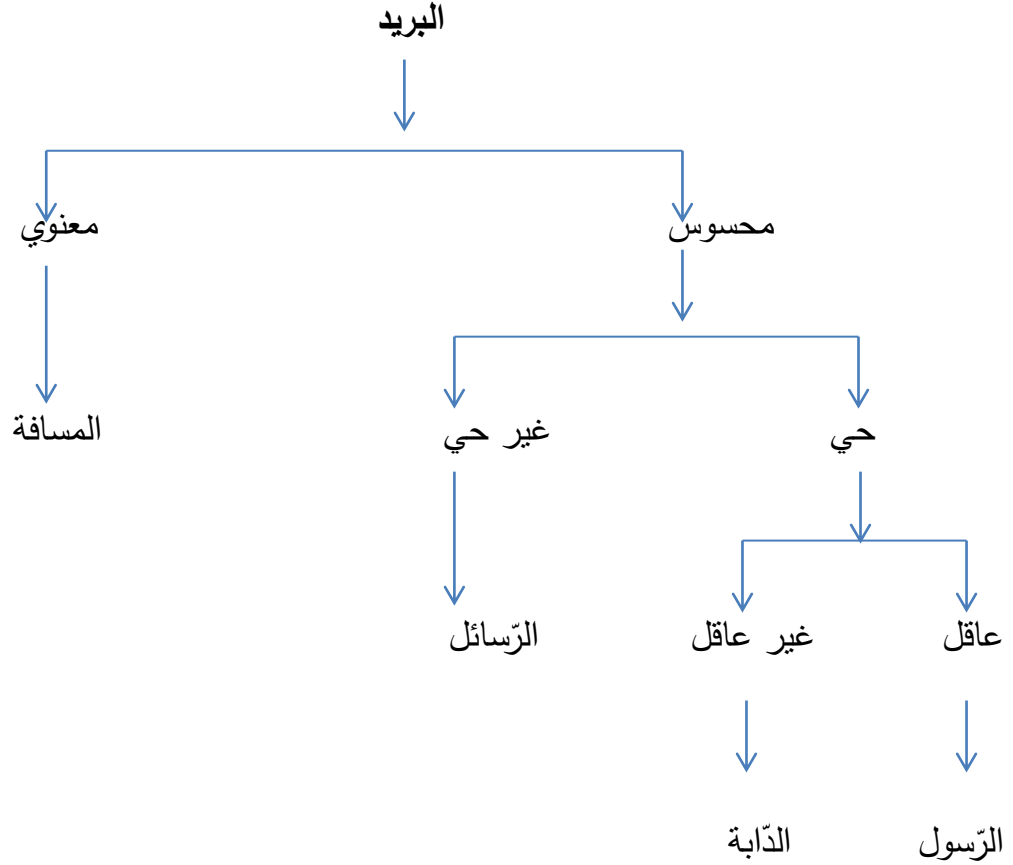 البريد
محسوس
معنوي
حي
غير حي
المسافة
عاقل
غير عاقل
الرّسائل
الرّسول
الدّابة